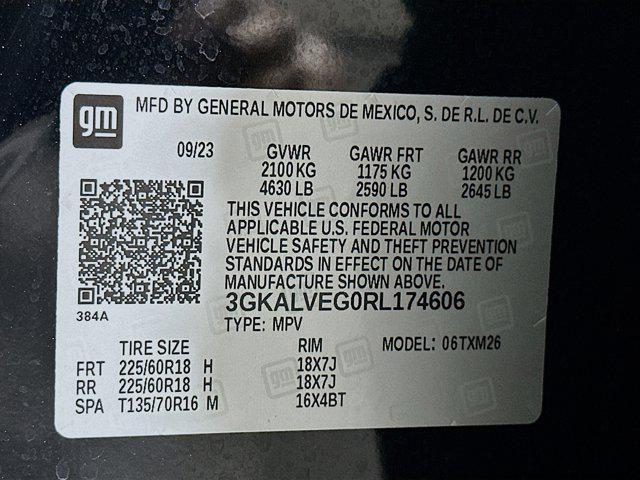 gm
MFD BY GENERAL MOTORS DE MEXICO, S. DE R.L. DE C.V.
09/23 GVWR GAWR FRT GAWR RR
2100 KG 1175 KG 1200 KG
4630 LB 2590 LB 2645 LB
THIS VEHICLE CONFORMS TO ALL
APPLICABLE U.S. FEDERAL MOTOR
VEHICLE SAFETY AND THEFT PREVENTION
STANDARDS IN EFFECT ON THE DATE OF
MANUFACTURE SHOWN ABOVE.
3GKALVEG0RL174606
384A
TYPE: MPV
TIRE SIZE RIM MODEL: 06TXM26
FRT 225/60R18 H 18X7J
RR 225/60R18 H 18X7J
SPA T135/70R16 M 16X4BT